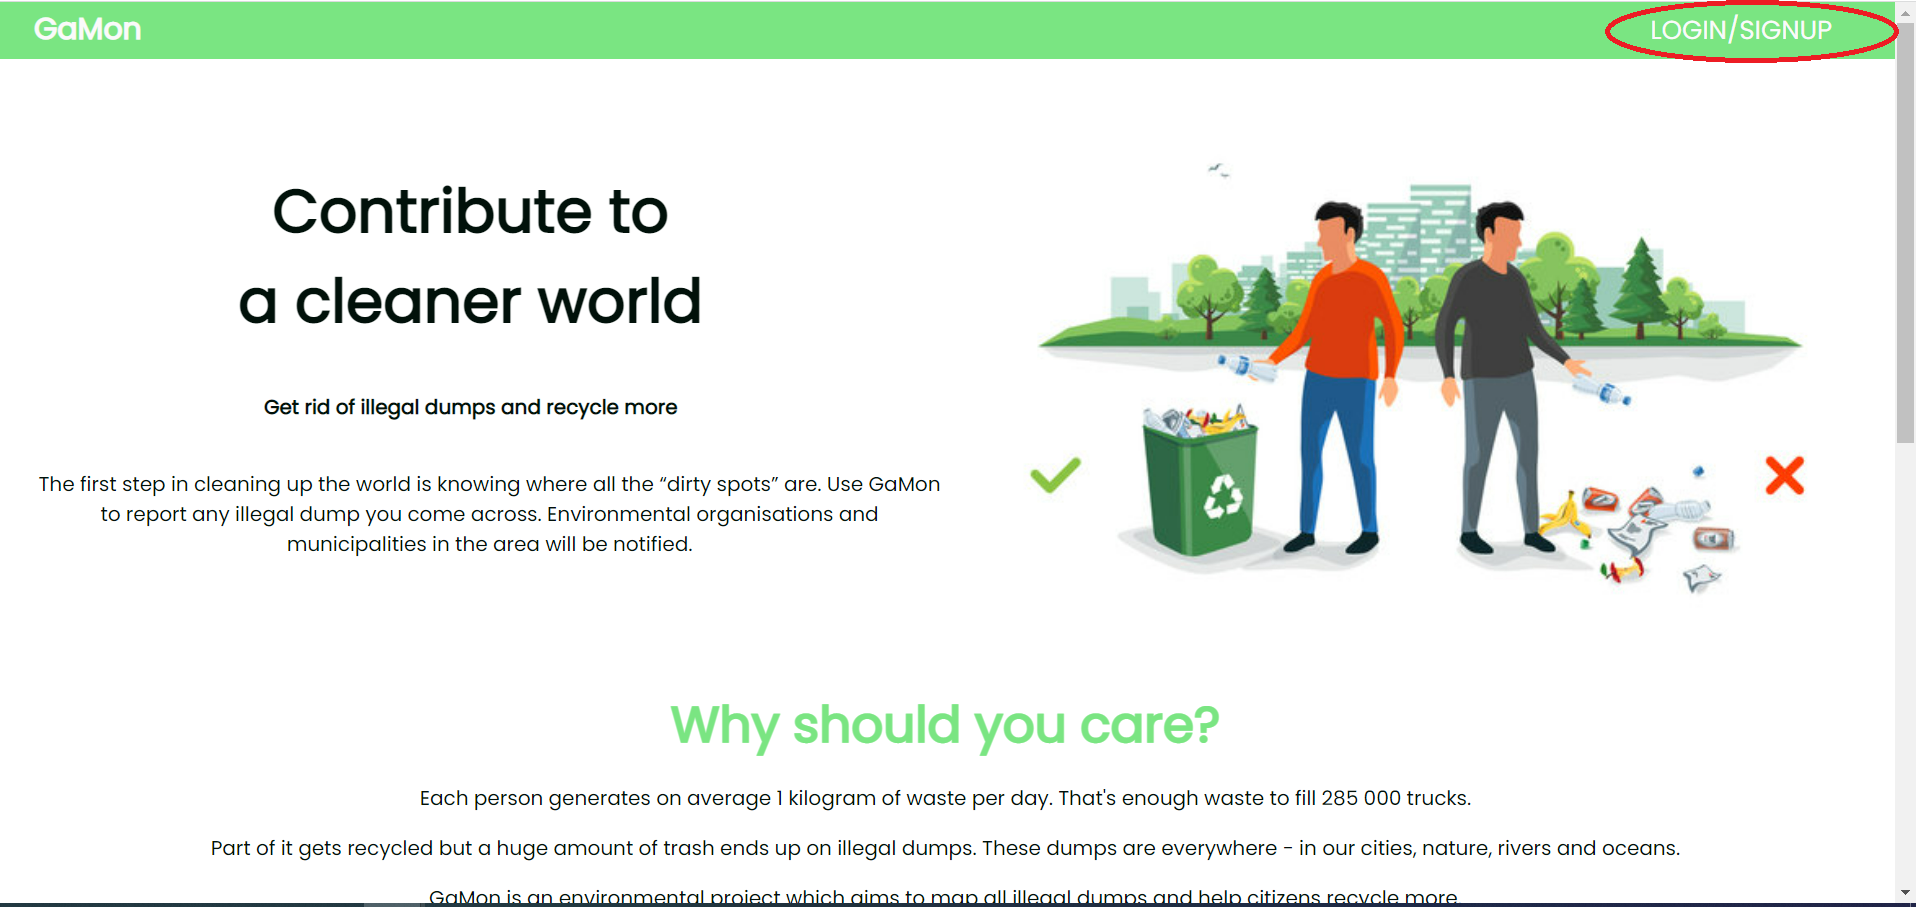 GaMon
LOGIN/SIGNUP
Contribute to
a cleaner world
Get rid of illegal dumps and recycle more
The first step in cleaning up the world is knowing where all the “dirty spots” are. Use GaMon
to report any illegal dump you come across. Environmental organisations and
municipalities in the area will be notified.
Why should you care?
Each person generates on average 1 kilogram of waste per day. That's enough waste to fill 285 000 trucks.
Part of it gets recycled but a huge amount of trash ends up on illegal dumps. These dumps are everywhere - in our cities, nature, rivers and oceans.
GaMon is an environmental project which aims to map all illegal dumps and help citizens recycle more